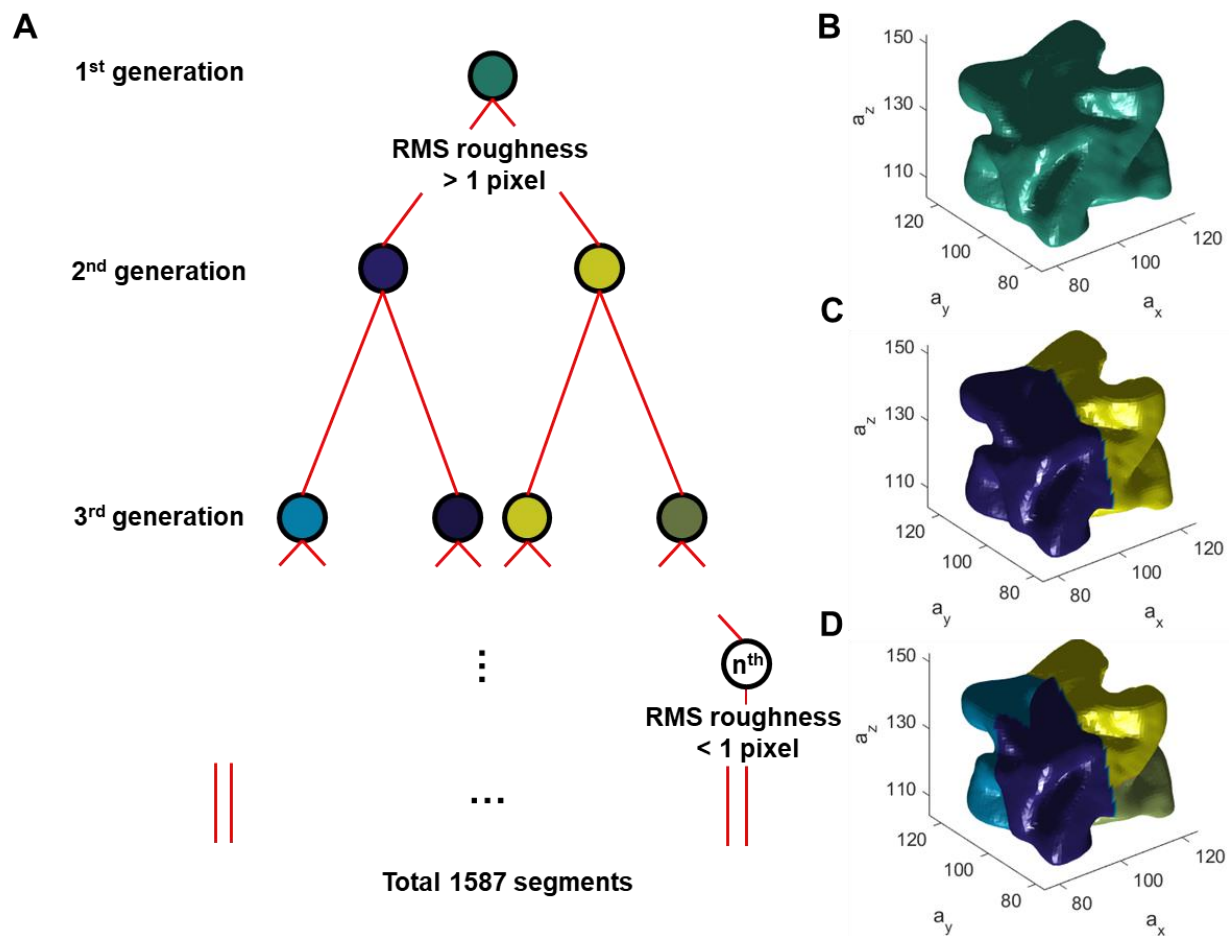 A
1st generation
RMS roughness
> 1 pixel
2nd generation
3rd generation
⋮
nth
RMS roughness
< 1 pixel
...
Total 1587 segments
B
150
130
110
az
120
100
80
ay
80
100
120
ax
C
150
130
110
az
120
100
80
ay
80
100
120
ax
D
150
130
110
az
120
100
80
ay
80
100
120
ax